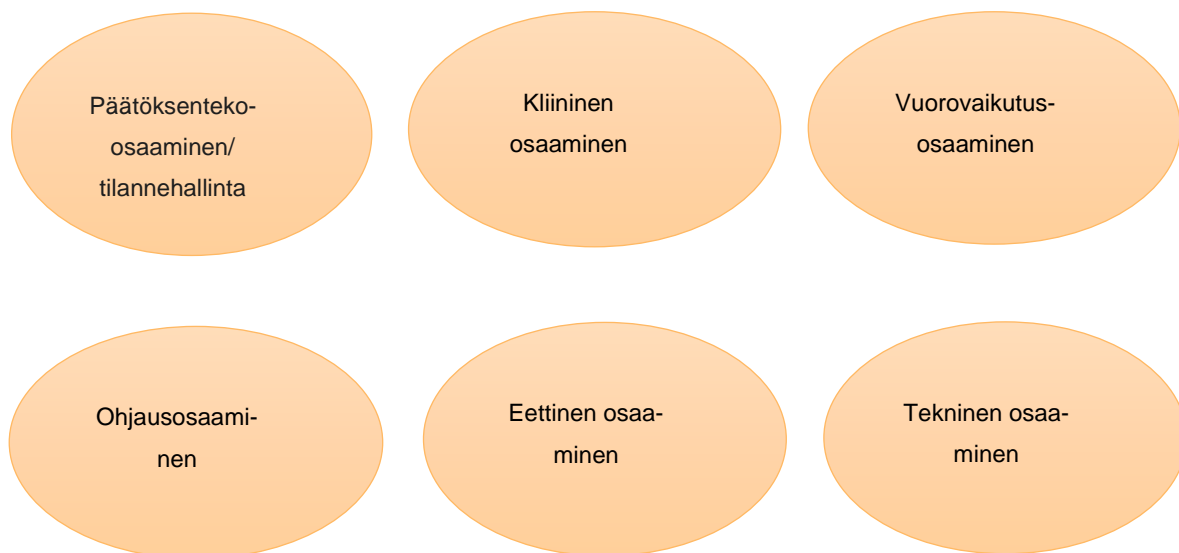 Päätöksenteko-
osaaminen/
tilannehallinta
Kliininen
osaaminen
Vuorovaikutus-
osaaminen
Ohjausosaami-
nen
Eettinen osaa-
minen
Tekninen osaa-
minen